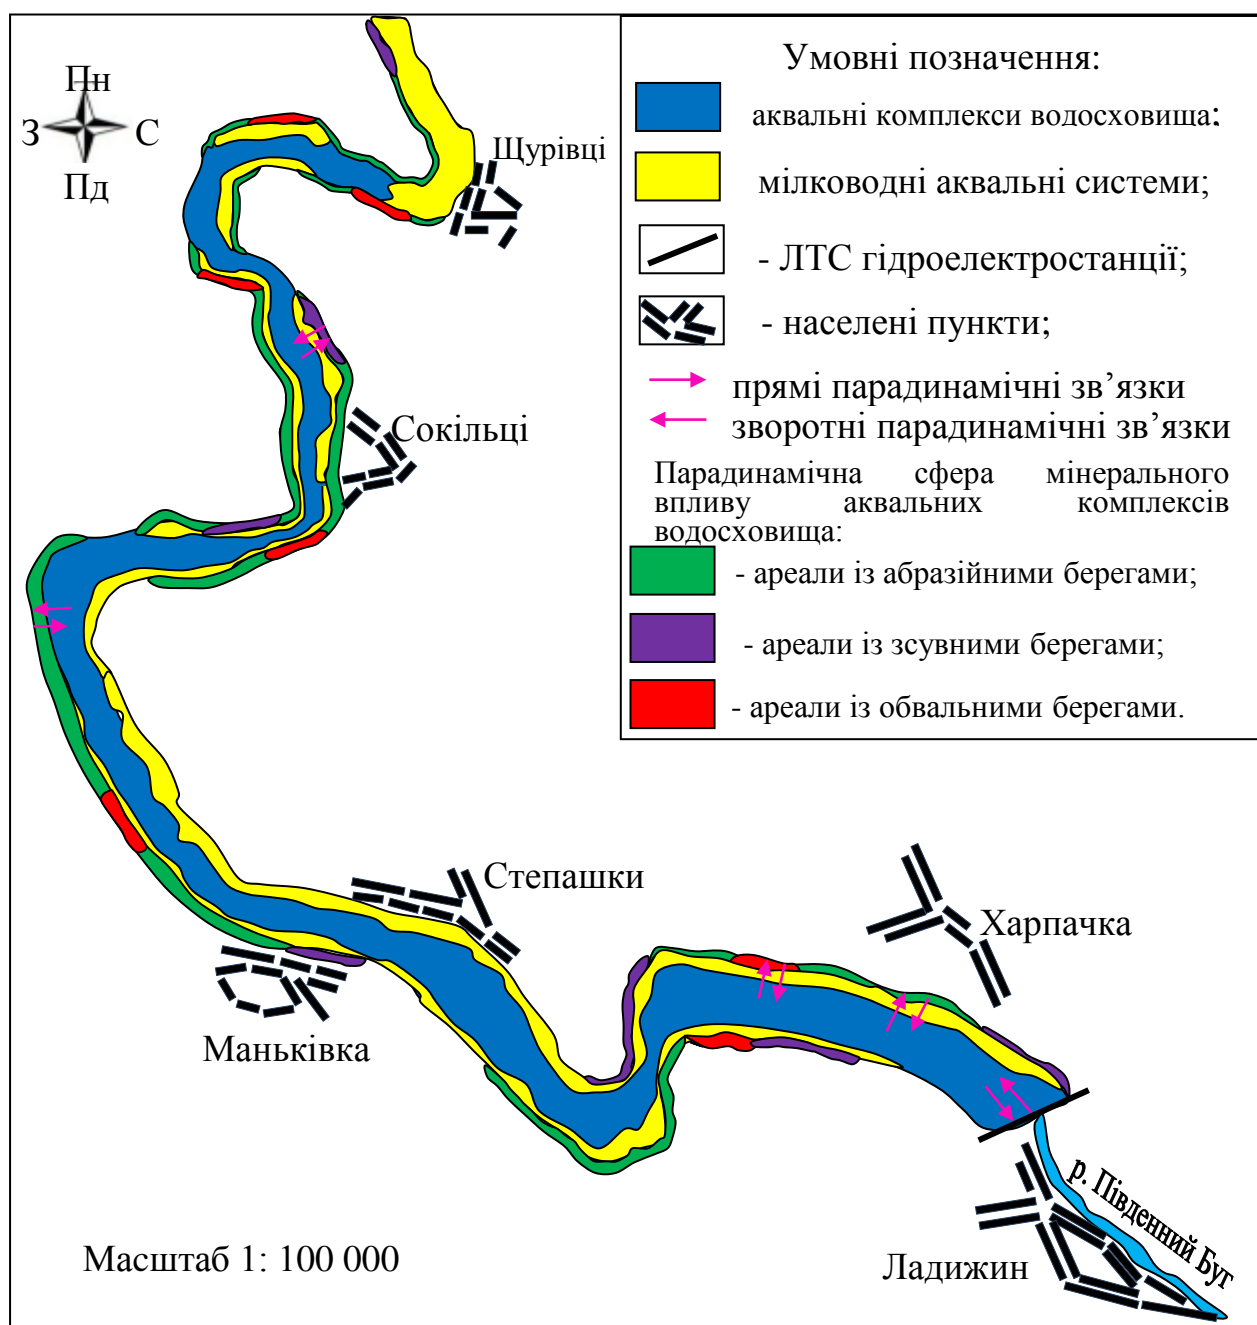 Пн
З С
Пд
Щурівці
Сокільці
Степашки
Маньківка
Харпачка
Ладижин
р. Південний Буг
Масштаб 1: 100 000
Умовні позначення:
аквальні комплекси водосховища;
мілководні аквальні системи;
- ЛТС гідроелектростанції;
- населені пункти;
прямі парадинамічні зв’язки
зворотні парадинамічні зв’язки
Парадинамічна сфера мінерального
впливу аквальних комплексів
водосховища:
- ареали із абразійними берегами;
- ареали із зсувними берегами;
- ареали із обвальними берегами.